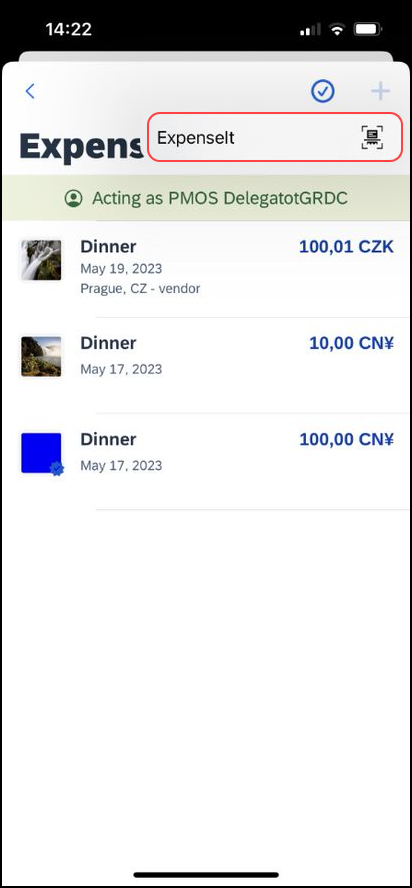 14:22
ExpenseIt
Expens
Acting as PMOS DelegatotGRDC
Dinner 100,01 CZK
May 19, 2023
Prague, CZ - vendor
Dinner 10,00 CN¥
May 17, 2023
Dinner 100,00 CN¥
May 17, 2023